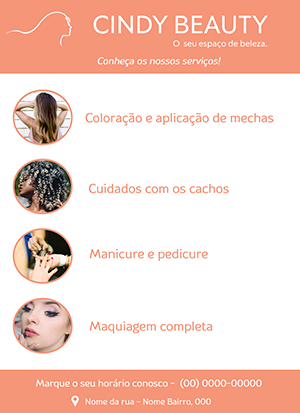 CINDY BEAUTY
O seu espaço de beleza.
Conheça os nossos serviços!
Coloração e aplicação de mechas
Cuidados com os cachos
Manicure e pedicure
Maquiagem completa
Marque o seu horário conosco - (00) 0000-00000
Nome da rua - Nome Bairro, 000